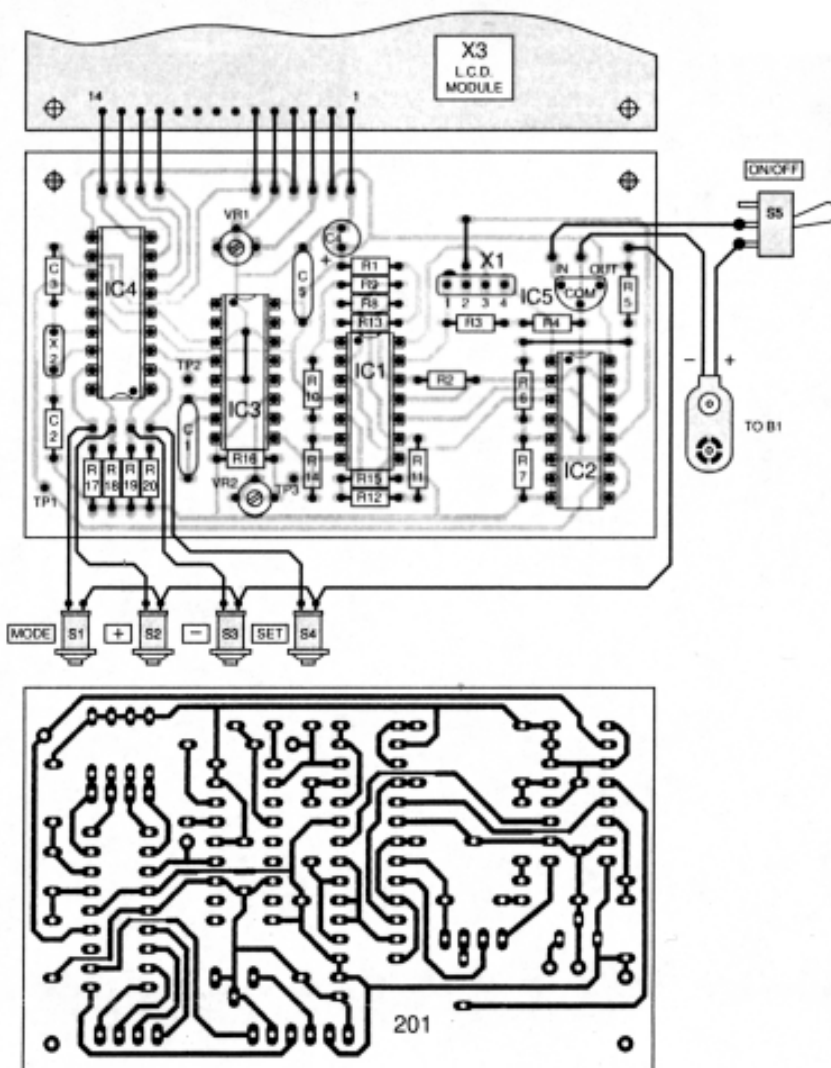 X3
L.C.D.
MODULE
14
1
ON/OFF
S5
VR1
+
X1
C3
IC4
C9
R1
R9
R8
R13
1 2 3 4
IN OUT
COM
IC5
R5
R3
R4
X2
TP2
IC3
R10
IC1
R2
R6
- +
TO B1
C2
C1
R16
R14
R11
R7
IC2
R17
R18
R19
R20
TP1
VR2
TP3
R15
R12
MODE
S1
+
S2
-
S3
SET
S4
201